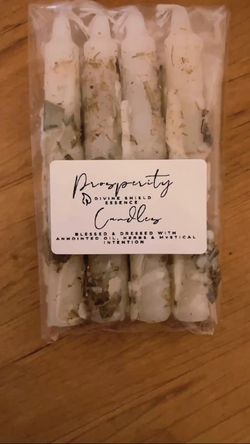 Prosperity
DIVINE SHIELD
ESSENCE
Candles
BLESSED & DRESSED WITH
ANNOINTED OIL, HERBS & MYSTICAL
INTENTION